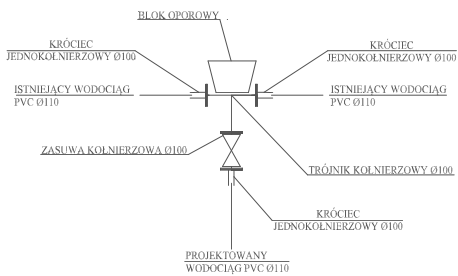 BLOK OPOROWY
KRÓCIEC
JEDNOKOŁNIERZOWY Ø100
KRÓCIEC
JEDNOKOŁNIERZOWY Ø100
ISTNIEJĄCY WODOCIĄG
PVC Ø110
ISTNIEJĄCY WODOCIĄG
PVC Ø110
ZASUWA KOŁNIERZOWA Ø100
TRÓJNIK KOŁNIERZOWY Ø100
KRÓCIEC
JEDNOKOŁNIERZOWY Ø100
PROJEKTOWANY
WODOCIĄG PVC Ø110